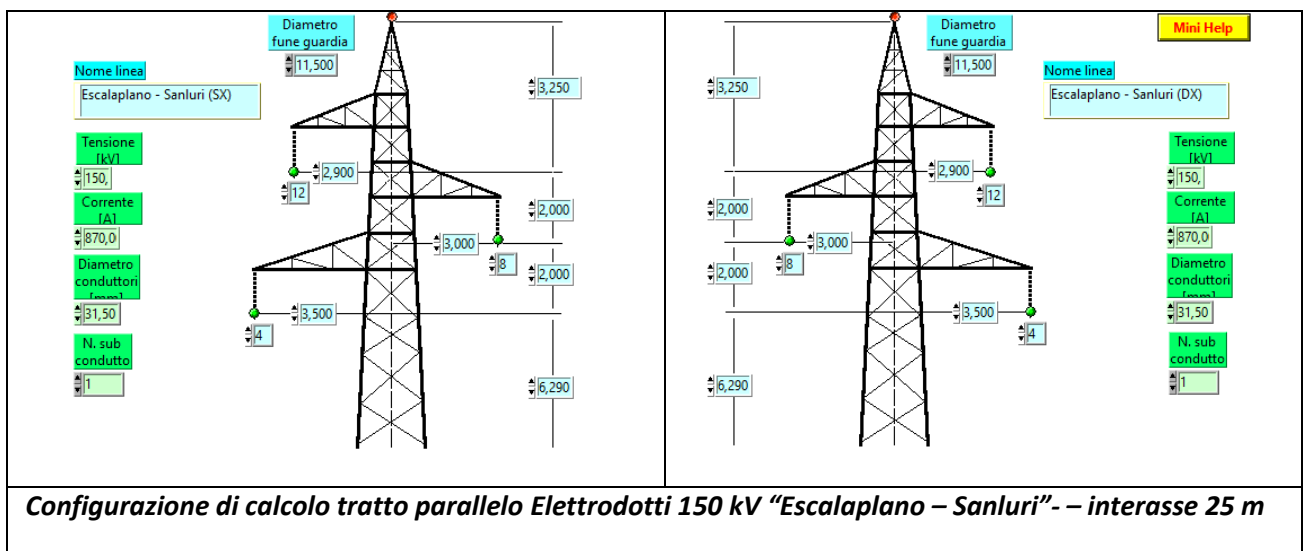 Diametro
fune guardia
11,500
Nome linea
Escalaplano - Sanluri (SX)
3,250
Tensione
[kV]
150,
2,900
12
Corrente
[A]
870,0
2,000
3,000
8
Diametro
conduttori
[mm]
31,50
2,000
3,500
4
N. sub
condutto
1
6,290
Diametro
fune guardia
11,500
Mini Help
Nome linea
Escalaplano - Sanluri (DX)
3,250
Tensione
[kV]
150,
2,900
12
Corrente
[A]
870,0
2,000
3,000
8
Diametro
conduttori
[mm]
31,50
2,000
3,500
4
N. sub
condutto
1
6,290
Configurazione di calcolo tratto parallelo Elettrodotti 150 kV “Escalaplano – Sanluri”- – interasse 25 m